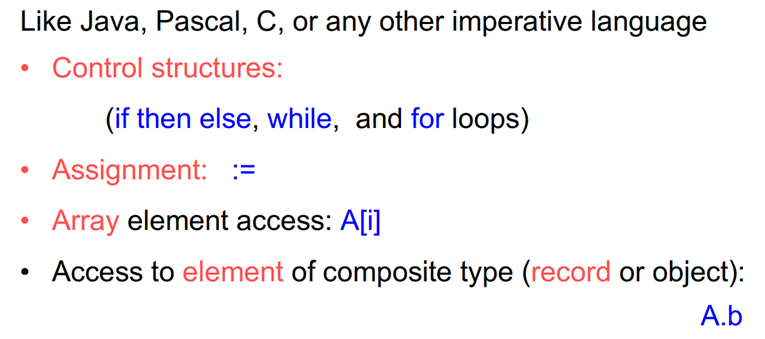 Like Java, Pascal, C, or any other imperative language
• Control structures:
(if then else, while, and for loops)
• Assignment: :=
• Array element access: A[i]
• Access to element of composite type (record or object):
A.b